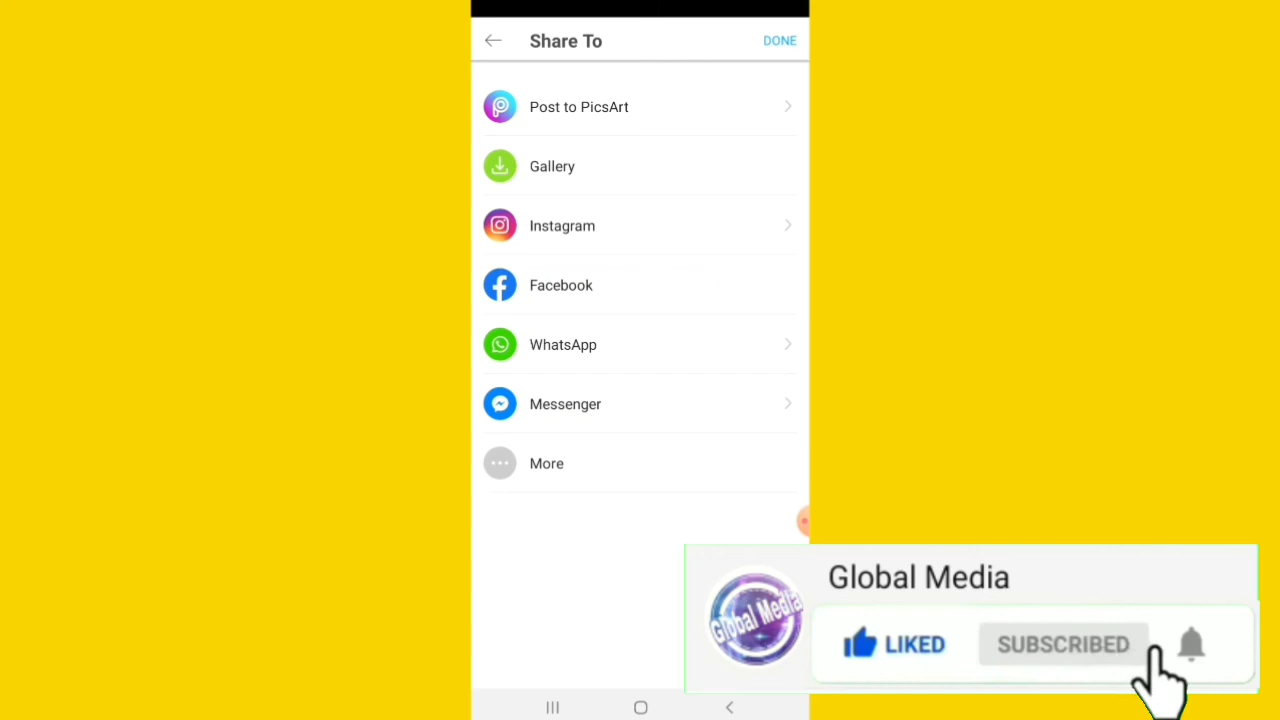 Share To
DONE
Post to PicsArt
Gallery
Instagram
Facebook
WhatsApp
Messenger
More
Global Media
Global Media
LIKED
SUBSCRIBED